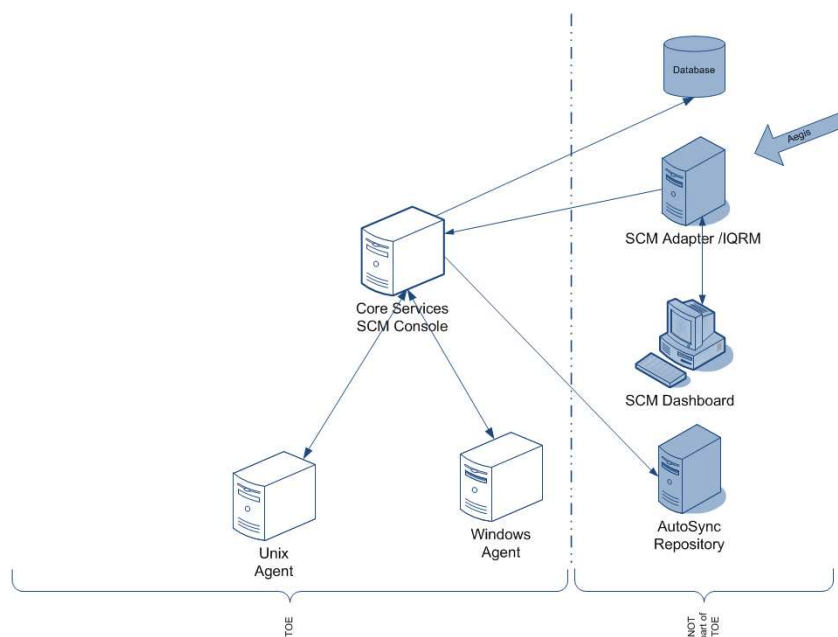 Database
Aegis
SCM Adapter /IQRM
Core Services
SCM Console
SCM Dashboard
Unix
Agent
Windows
Agent
AutoSync
Repository
TOE
NOT
part of
TOE